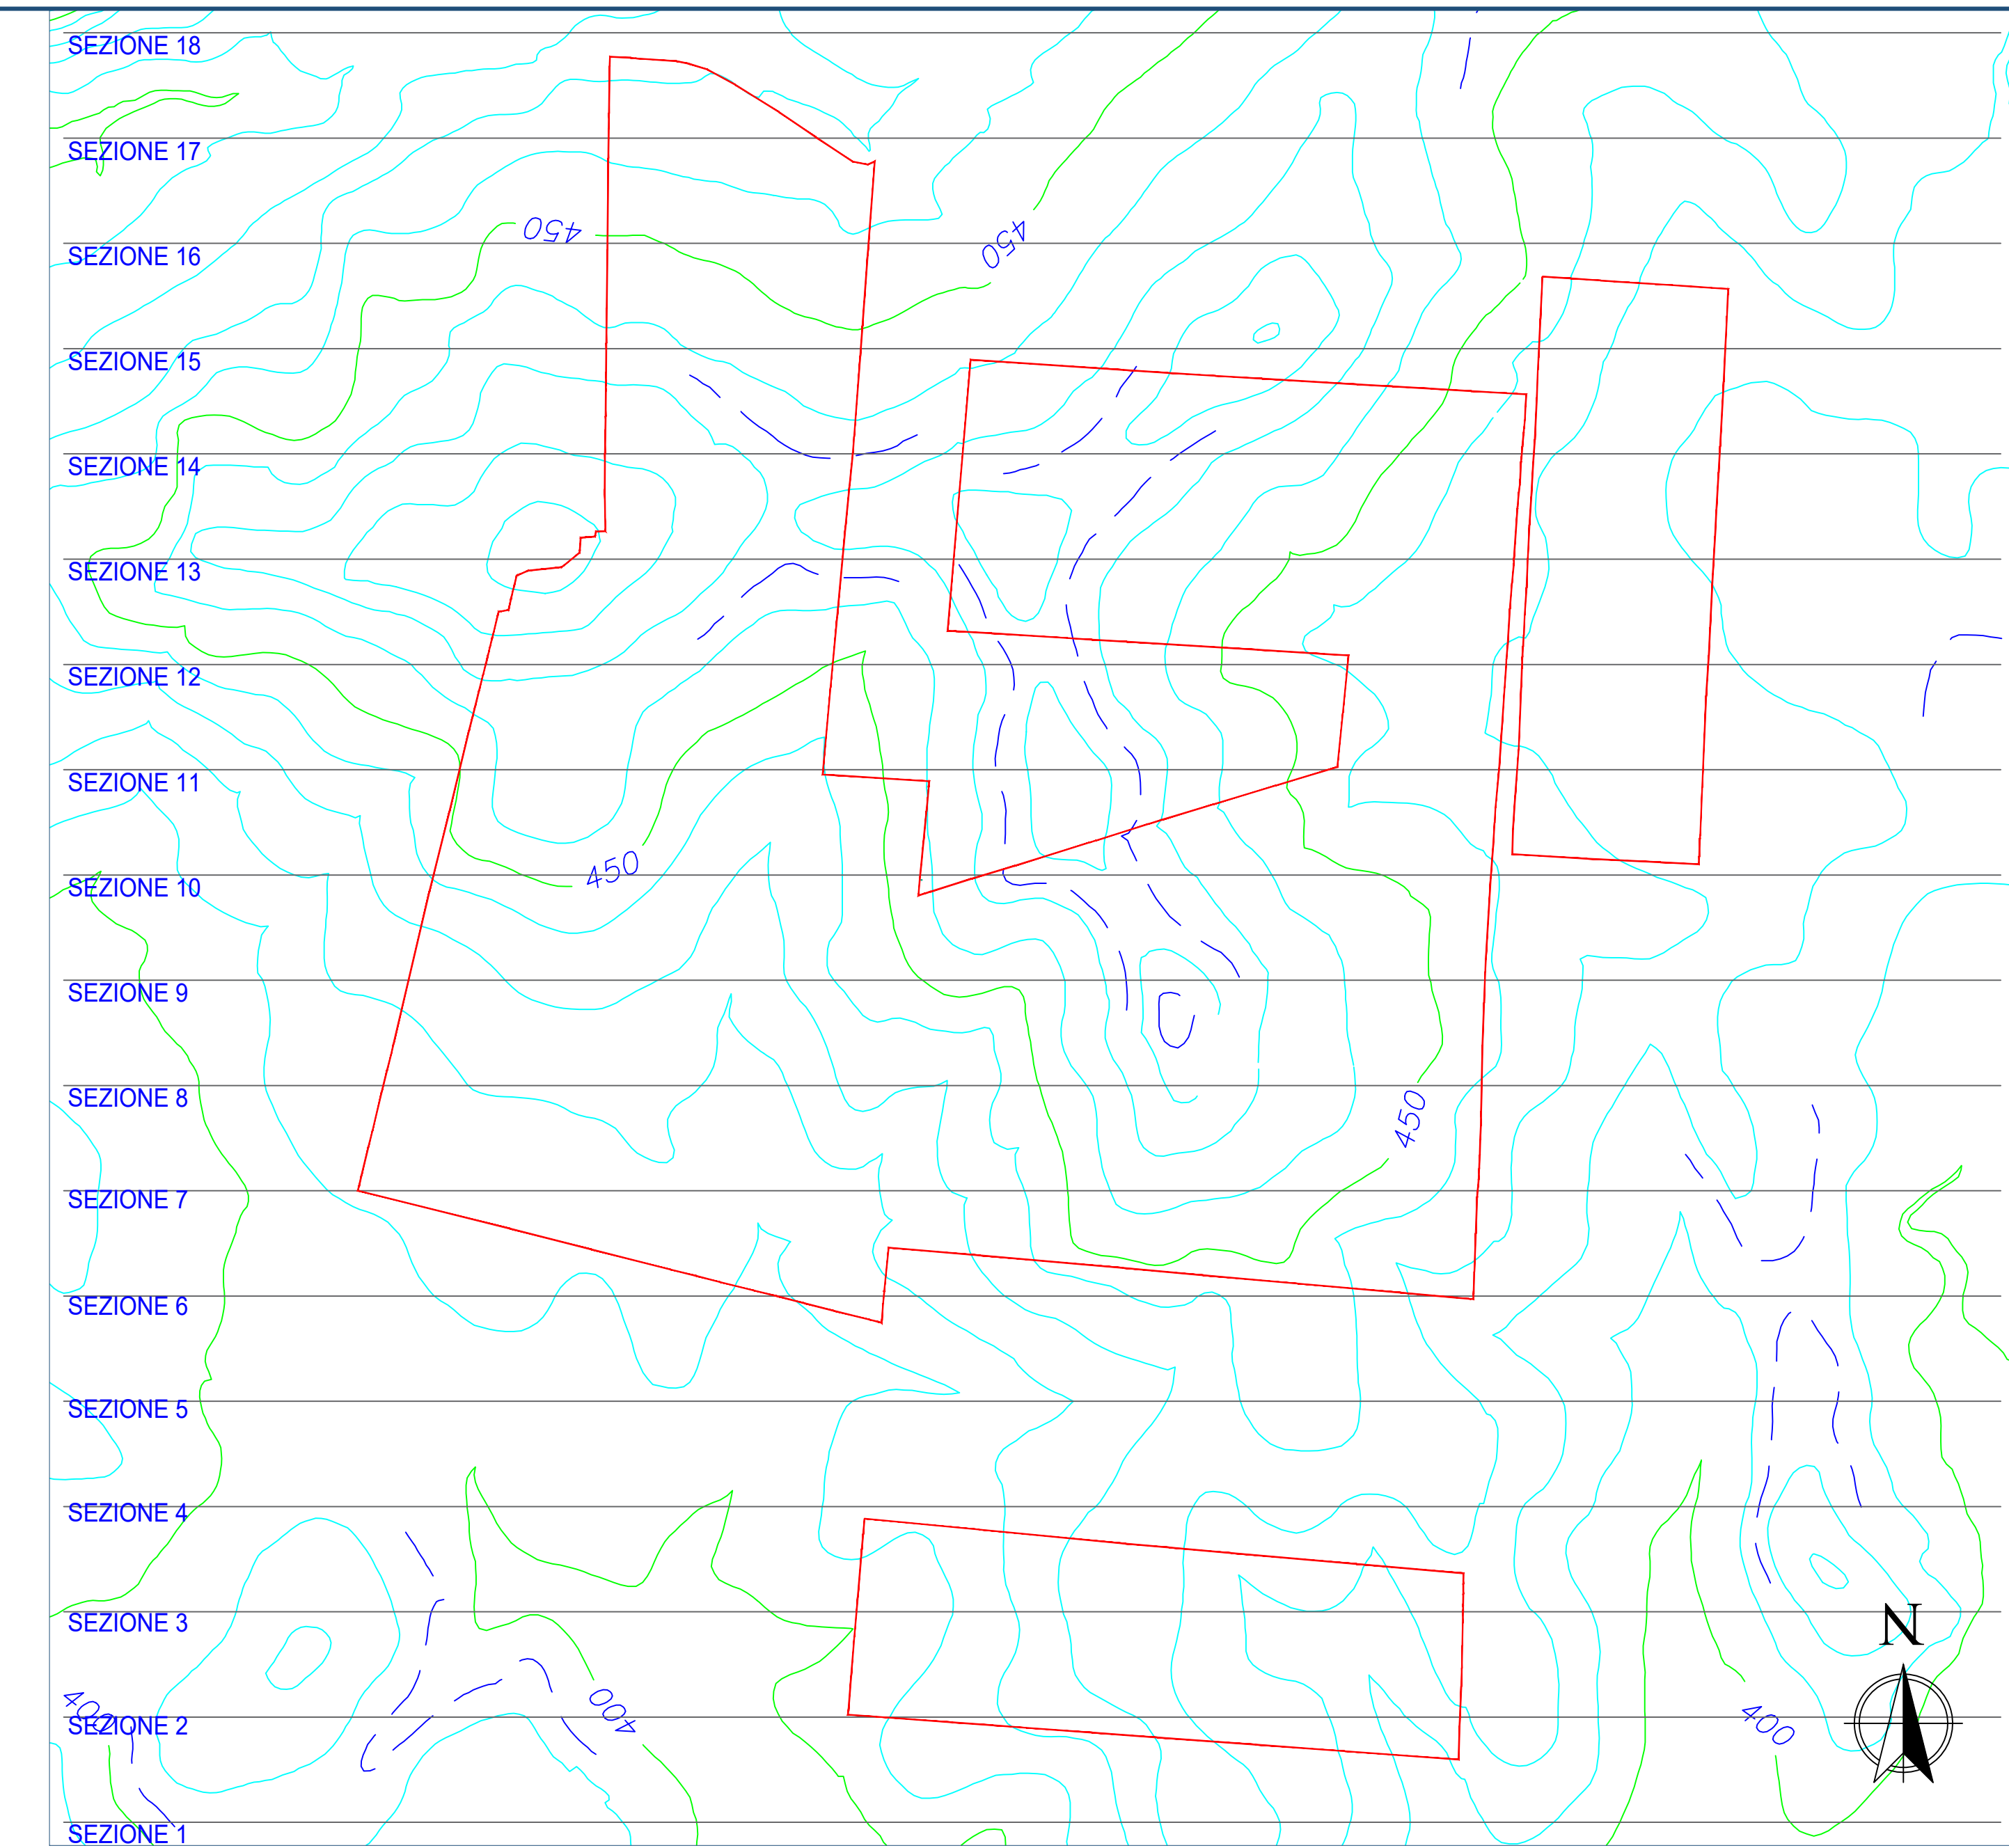 SEZIONE 18
SEZIONE 17
450
450
SEZIONE 16
SEZIONE 15
SEZIONE 14
SEZIONE 13
SEZIONE 12
SEZIONE 11
450
SEZIONE 10
SEZIONE 9
SEZIONE 8
450
SEZIONE 7
SEZIONE 6
SEZIONE 5
SEZIONE 4
SEZIONE 3
N
400
400
400
SEZIONE 2
SEZIONE 1